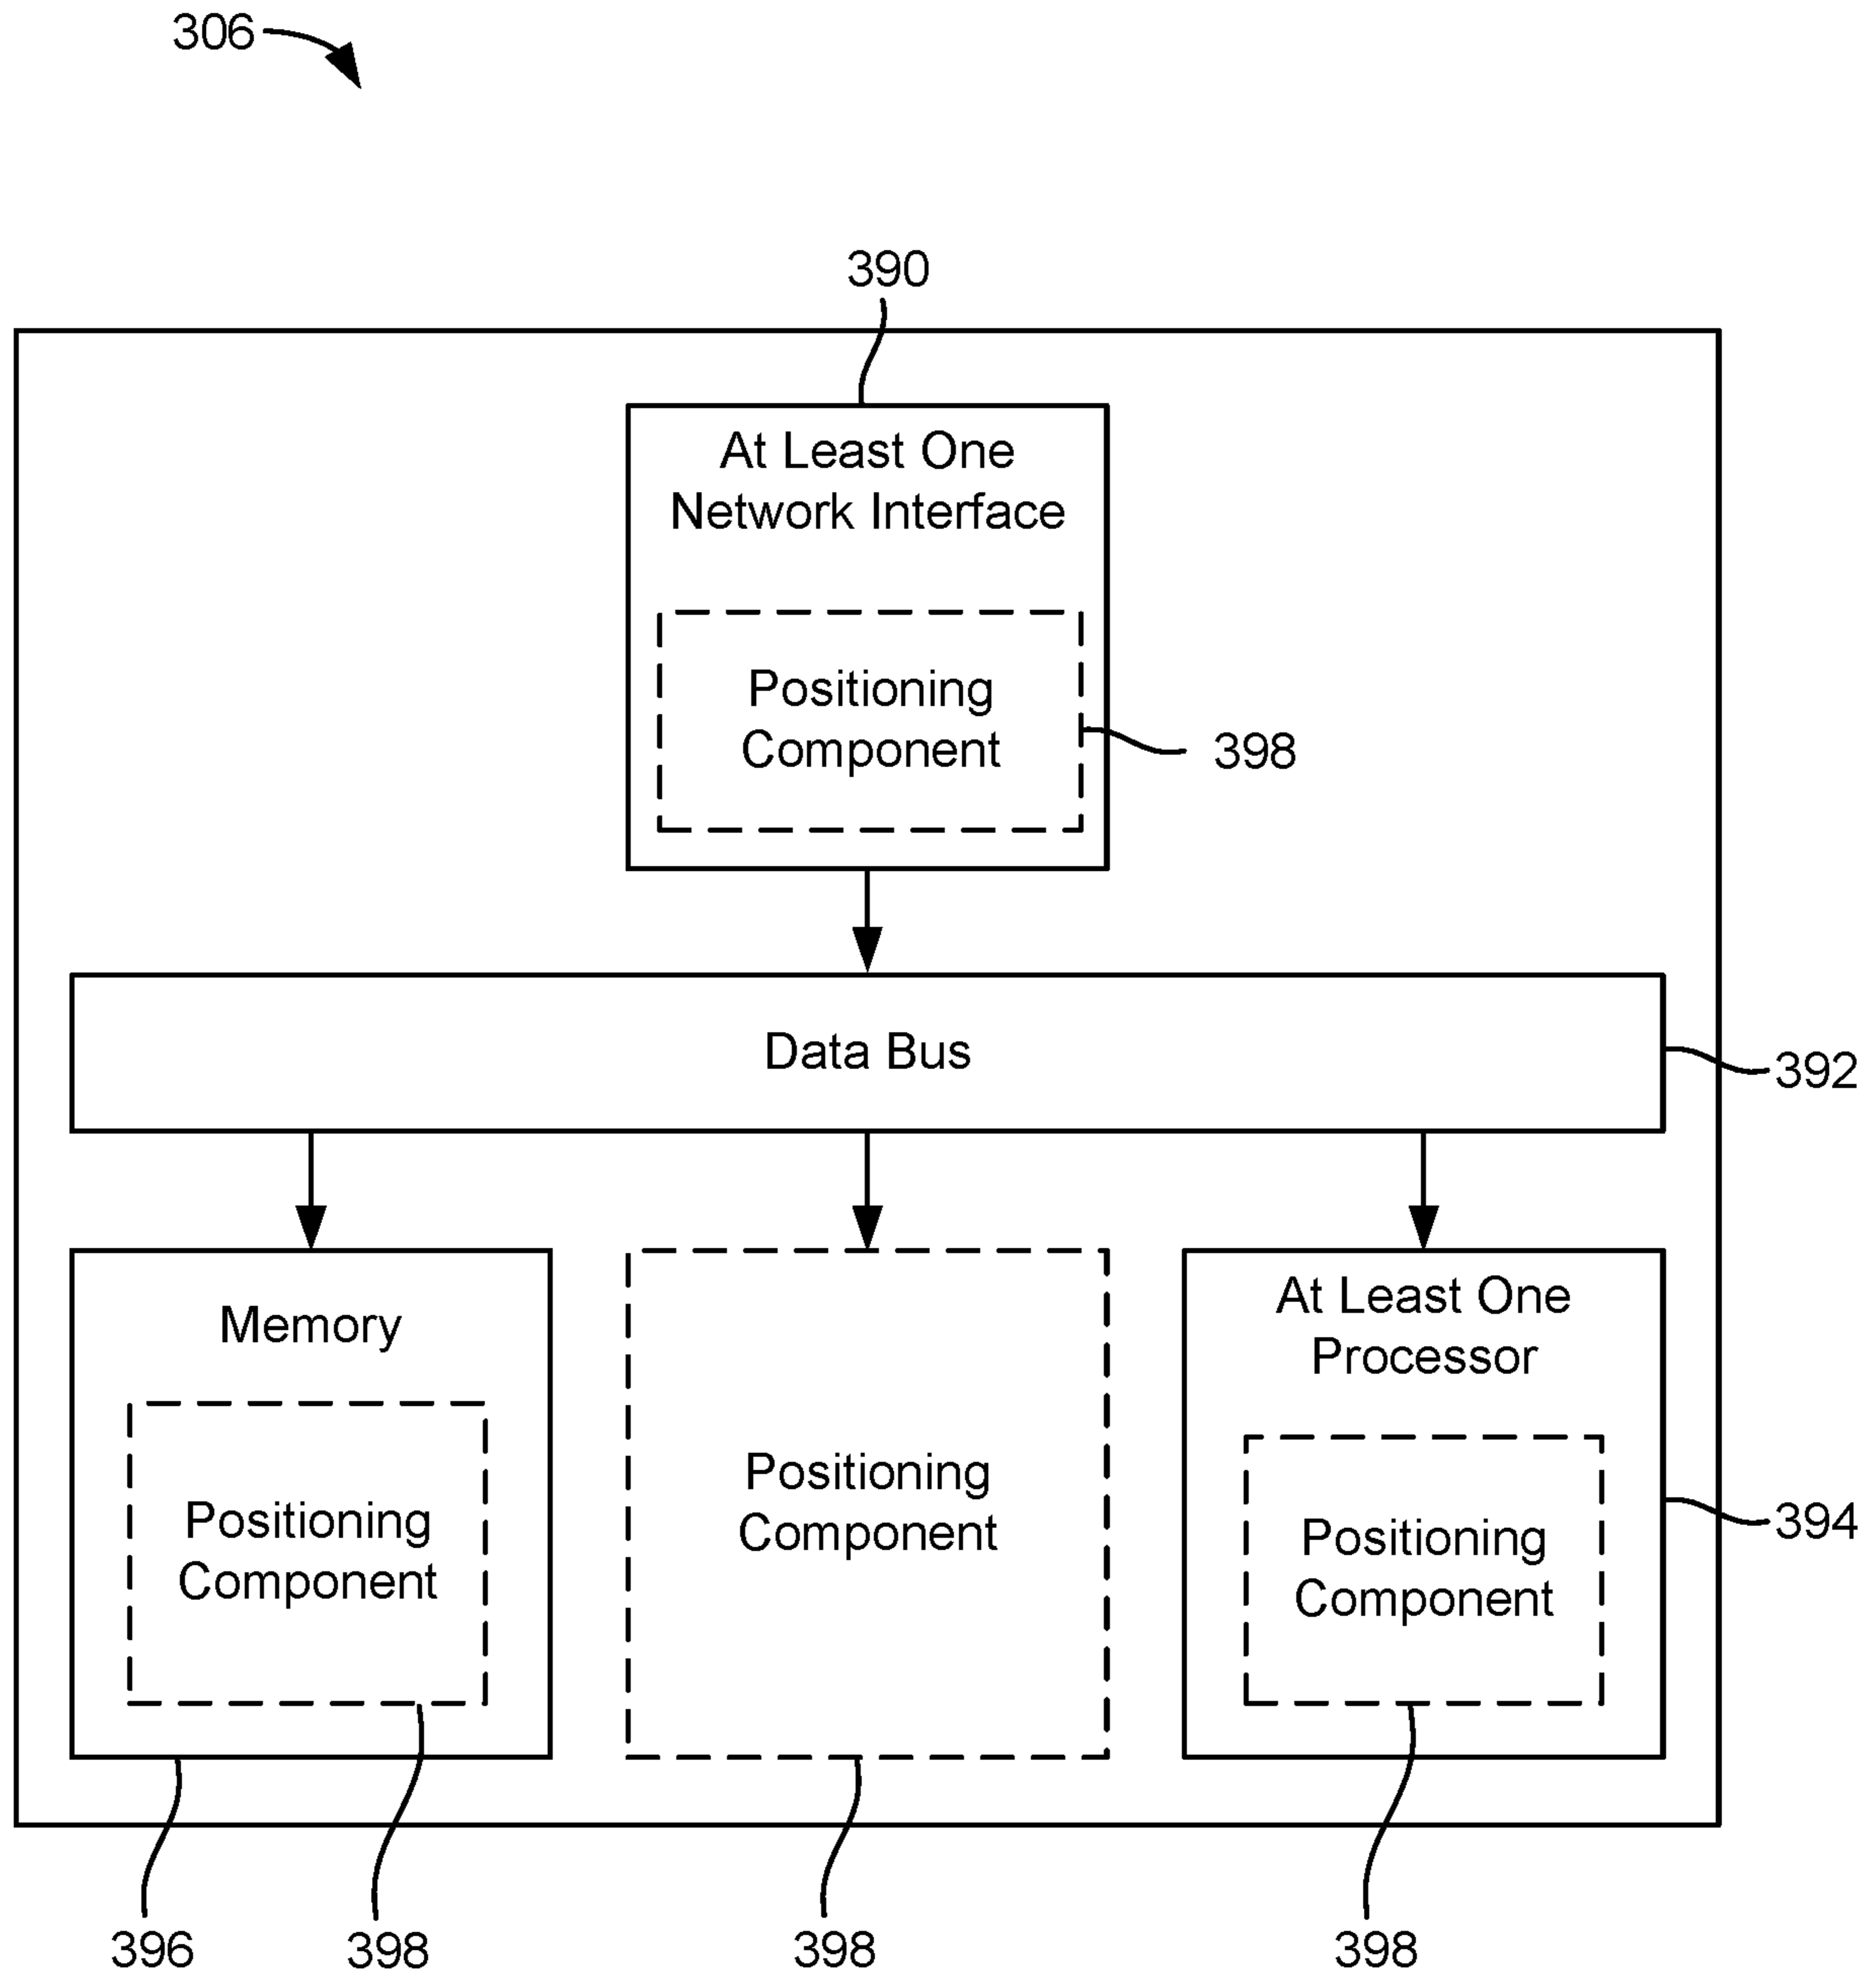 306
390
At Least One
Network Interface
Positioning
Component
398
Data Bus
392
Memory
Positioning
Component
Positioning
Component
At Least One
Processor
Positioning
Component
394
396
398
398
398